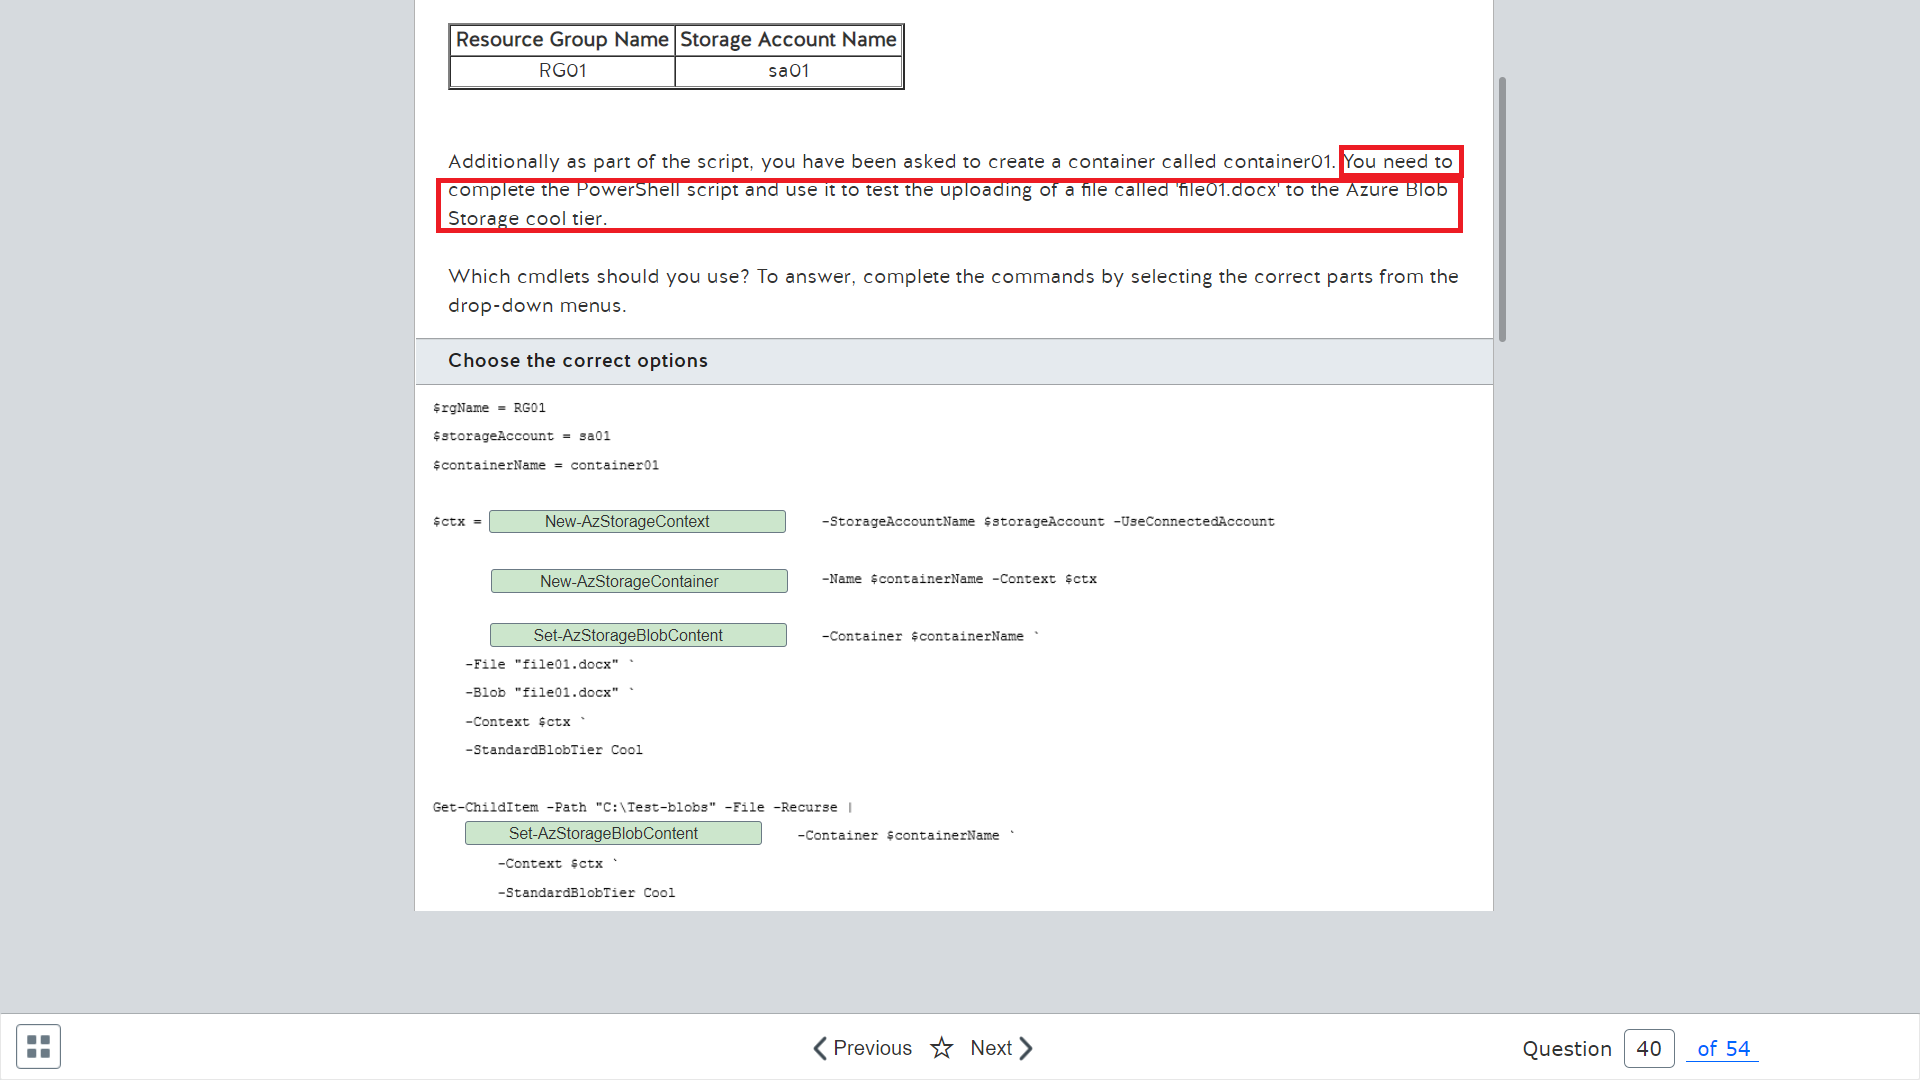 Resource Group Name Storage Account Name
RG01 sa01
Additionally as part of the script, you have been asked to create a container called container01. You need to
complete the PowerShell script and use it to test the uploading of a file called 'file01.docx' to the Azure Blob
Storage cool tier.
Which cmdlets should you use? To answer, complete the commands by selecting the correct parts from the
drop-down menus.
Choose the correct options
$rgName = RG01
$storageAccount = sa01
$containerName = container01
$ctx = New-AzStorageContext -StorageAccountName $storageAccount -UseConnectedAccount
New-AzStorageContainer -Name $containerName -Context $ctx
Set-AzStorageBlobContent -Container $containerName `
-File "file01.docx" `
-Blob "file01.docx" `
-Context $ctx `
-StandardBlobTier Cool
Get-ChildItem -Path "C:\Test-blobs" -File -Recurse |
Set-AzStorageBlobContent -Container $containerName `
-Context $ctx `
-StandardBlobTier Cool
Previous Next Question 40 of 54